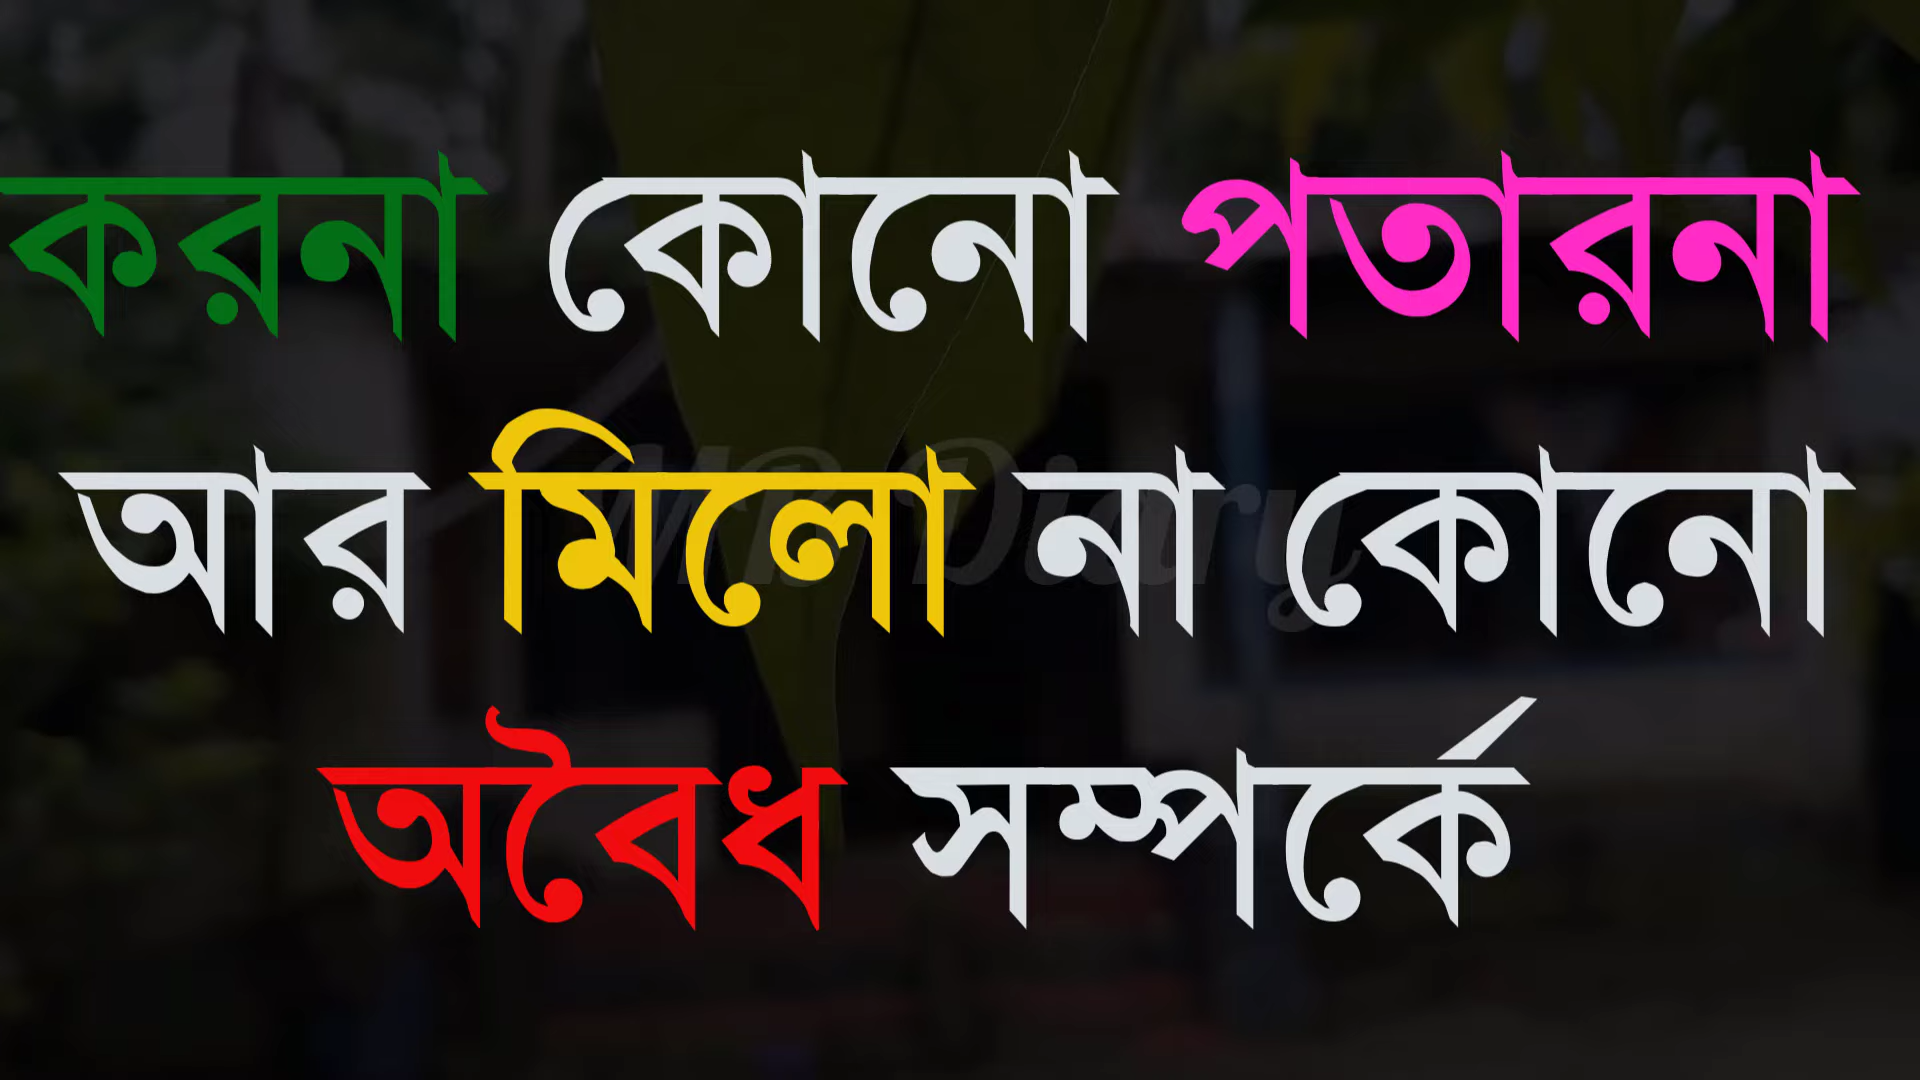 করনা কোনো পতারনা
আর মিলো না কোনো
অবৈধ সম্পর্কে